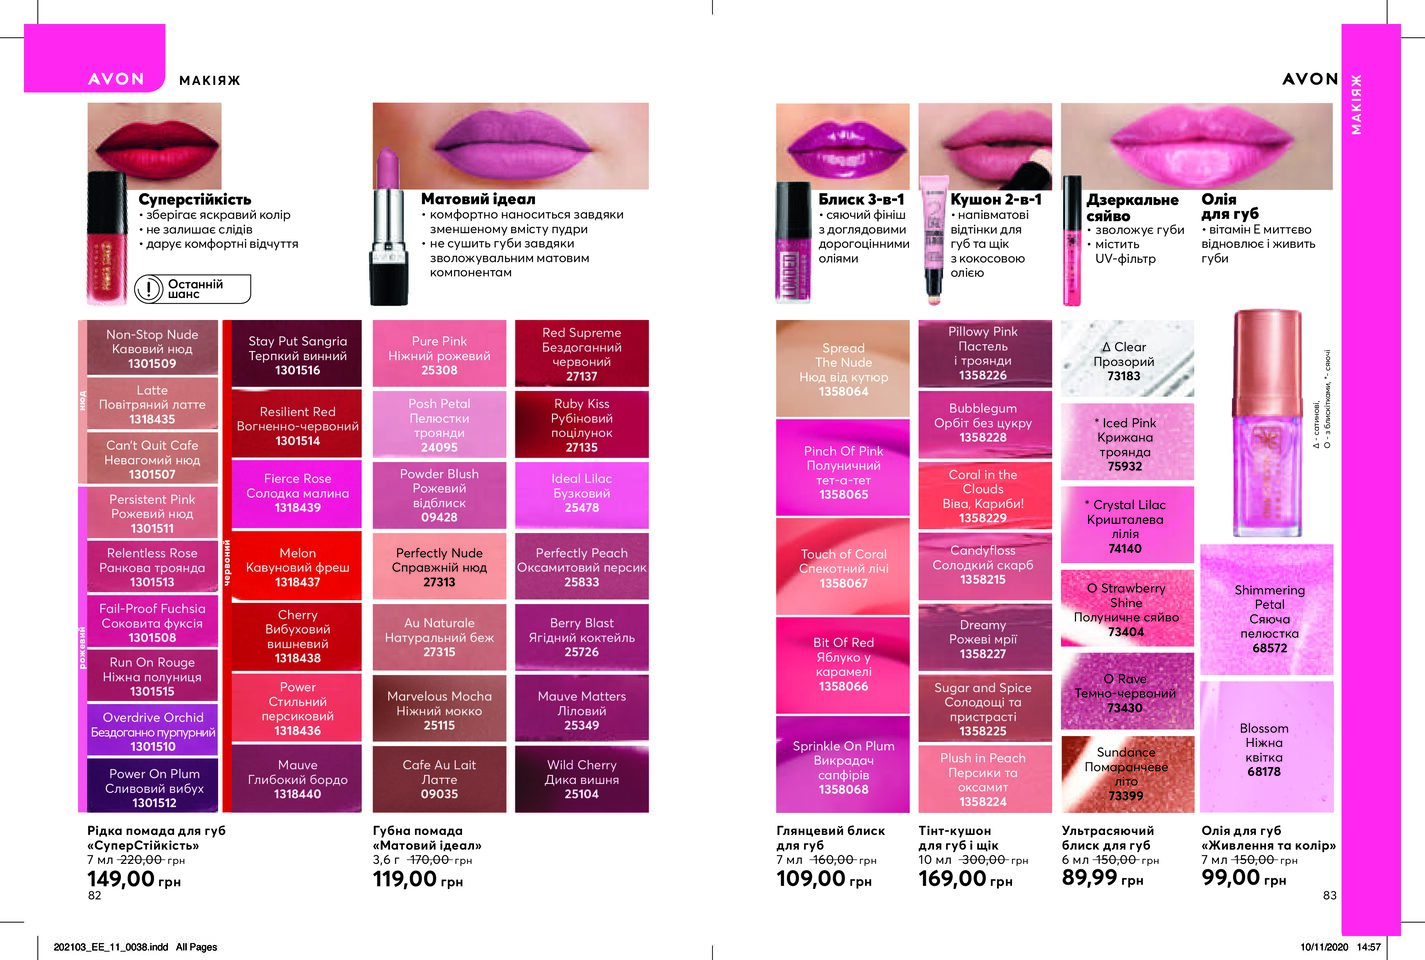 AVON
МАКІЯЖ
Суперстійкість
• зберігає яскравий колір
• не залишає слідів
• дарує комфортні відчуття
Останній
шанс
Матовий ідеал
• комфортно наноситься завдяки
зменшеному вмісту пудри
• не сушить губи завдяки
зволожувальним матовим
компонентам
нюд
рожевий
Non-Stop Nude
Кавовий нюд
1301509
Latte
Повітряний латте
1318435
Can't Quit Cafe
Невагомий нюд
1301507
Persistent Pink
Рожевий нюд
1301511
Relentless Rose
Ранкова троянда
1301513
Fail-Proof Fuchsia
Соковита фуксія
1301508
Run On Rouge
Ніжна полуниця
1301515
Overdrive Orchid
Бездоганно пурпурний
1301510
Power On Plum
Сливовий вибух
1301512
червоний
Stay Put Sangria
Терпкий винний
1301516
Resilient Red
Вогненно-червоний
1301514
Fierce Rose
Солодка малина
1318439
Melon
Кавуновий фреш
1318437
Cherry
Вибуховий
вишневий
1318438
Power
Стильний
персиковий
1318436
Mauve
Глибокий бордо
1318440
Pure Pink
Ніжний рожевий
25308
Posh Petal
Пелюстки
троянди
24095
Powder Blush
Рожевий
відблиск
09428
Perfectly Nude
Справжній нюд
27313
Au Naturale
Натуральний беж
27315
Marvelous Mocha
Ніжний мокко
25115
Cafe Au Lait
Латте
09035
Red Supreme
Бездоганний
червоний
27137
Ruby Kiss
Рубіновий
поцілунок
27135
Ideal Lilac
Бузковий
25478
Perfectly Peach
Оксамитовий персик
25833
Berry Blast
Ягідний коктейль
25726
Mauve Matters
Ліловий
25349
Wild Cherry
Дика вишня
25104
Рідка помада для губ
«СуперСтійкість»
7 мл 220,00 грн
149,00 грн
82
Губна помада
«Матовий ідеал»
3,6 г 170,00 грн
119,00 грн
AVON
МАКІЯЖ
Блиск 3-в-1
• сяючий фініш
з доглядовими
дорогоцінними
оліями
LOADED
Кушон 2-в-1
• напівматові
відтінки для
губ та щік
з кокосовою
олією
Дзеркальне
сяйво
• зволожує губи
• містить
UV-фільтр
Олія
для губ
• вітамін Е миттєво
відновлює і живить
губи
Spread
The Nude
Нюд від кутюр
1358064
Pinch Of Pink
Полуничний
тет-а-тет
1358065
Touch of Coral
Спекотний лічі
1358067
Bit Of Red
Яблуко у
карамелі
1358066
Sprinkle On Plum
Викрадач
сапфірів
1358068
Pillowy Pink
Пастель
і троянди
1358226
Bubblegum
Орбіт без цукру
1358228
Coral in the
Clouds
Віва, Кариби!
1358229
Candyfloss
Солодкий скарб
1358215
Dreamy
Рожеві мрії
1358227
Sugar and Spice
Солодощі та
пристрасті
1358225
Plush in Peach
Персики та
оксамит
1358224
Δ Clear
Прозорий
73183
* Iced Pink
Крижана
троянда
75932
* Crystal Lilac
Кришталева
лілія
74140
O Strawberry
Shine
Полуничне сяйво
73404
O Rave
Темно-червоний
73430
Sundance
Помаранчеве
літо
73399
Δ - сатинові,
O - з блискітками, *- сяючі
Shimmering
Petal
Сяюча
пелюстка
68572
Blossom
Ніжна
квітка
68178
Глянцевий блиск
для губ
7 мл 160,00 грн
109,00 грн
Тінт-кушон
для губ і щік
10 мл 300,00 грн
169,00 грн
Ультрасяючий
блиск для губ
6 мл 150,00 грн
89,99 грн
Олія для губ
«Живлення та колір»
7 мл 150,00 грн
99,00 грн
83
202103_EE_11_0038.indd All Pages
10/11/2020 14:57